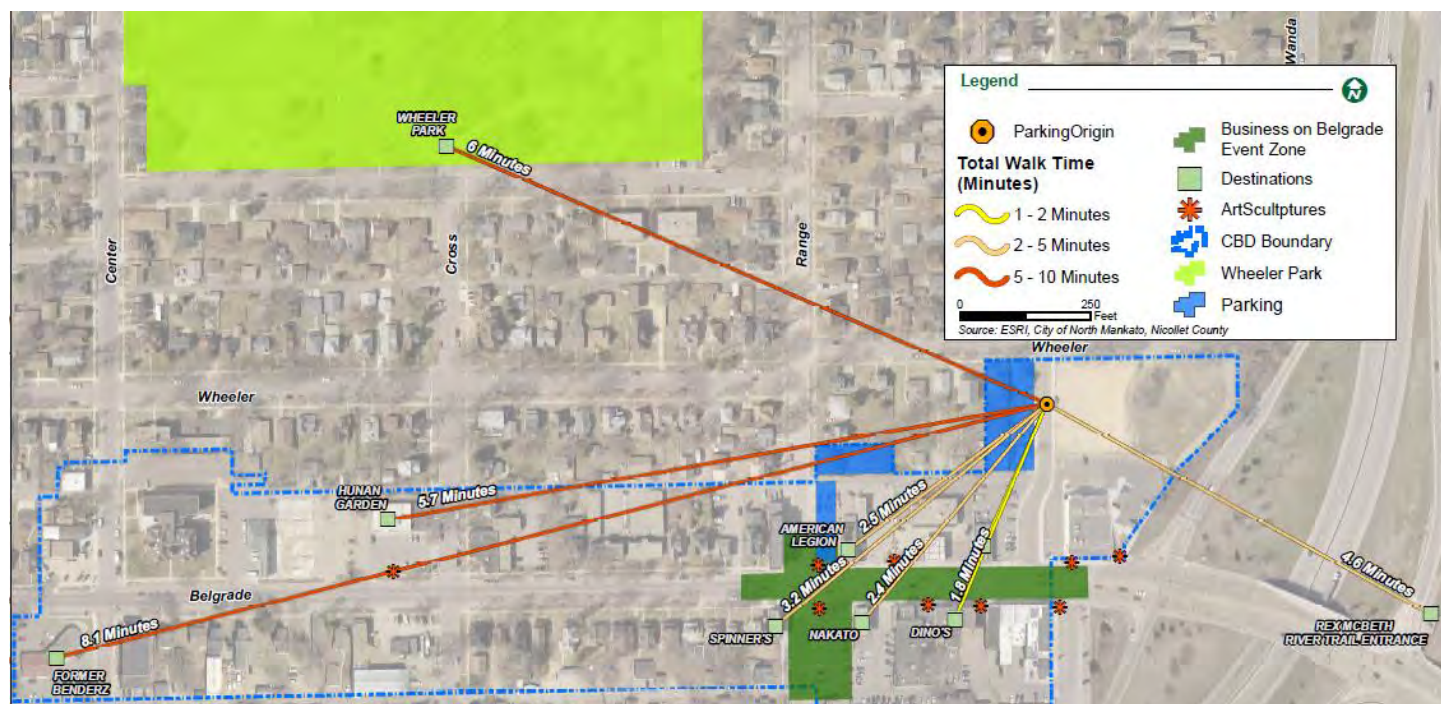 Wanda
Legend
N
ParkingOrigin
Total Walk Time
(Minutes)
1 - 2 Minutes
2 - 5 Minutes
5 - 10 Minutes
0
250
Feet
Source: ESRI, City of North Mankato, Nicollet County
Business on Belgrade
Event Zone
Destinations
ArtScultptures
CBD Boundary
Wheeler Park
Parking
WHEELER
PARK
6 Minutes
Center
Cross
Range
Wheeler
Wheeler
HUNAN
GARDEN
5.7 Minutes
AMERICAN
LEGION
2.5 Minutes
3.2 Minutes
2.4 Minutes
1.8 Minutes
4.6 Minutes
Belgrade
8.1 Minutes
SPINNER'S
NAKATO
DINO'S
REX MCBETH
RIVER TRAIL ENTRANCE
FORMER
BENDERZ